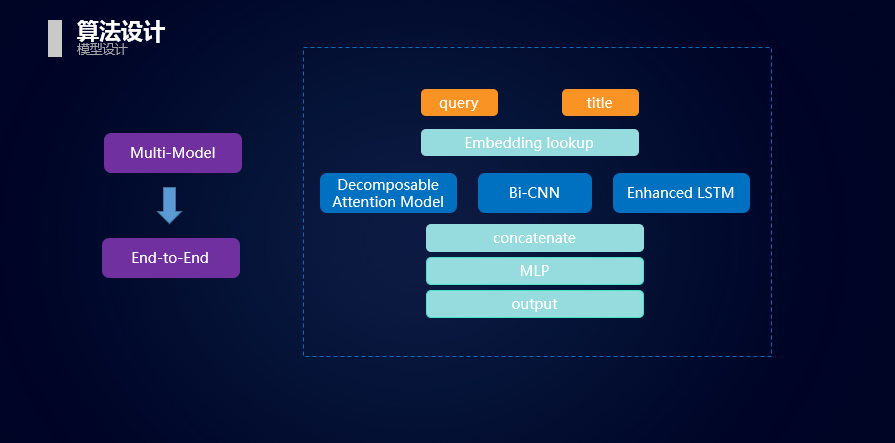 算法设计
模型设计
Multi-Model
End-to-End
query
title
Embedding lookup
Decomposable
Attention Model
Bi-CNN
Enhanced LSTM
concatenate
MLP
output